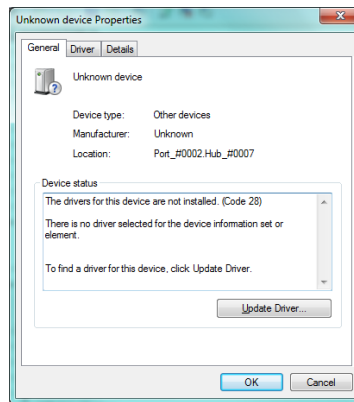 Unknown device Properties
General Driver Details
Unknown device
Device type: Other devices
Manufacturer: Unknown
Location: Port_#0002.Hub_#0007
Device status
The drivers for this device are not installed. (Code 28)
There is no driver selected for the device information set or
element.
To find a driver for this device, click Update Driver.
Update Driver...
OK Cancel